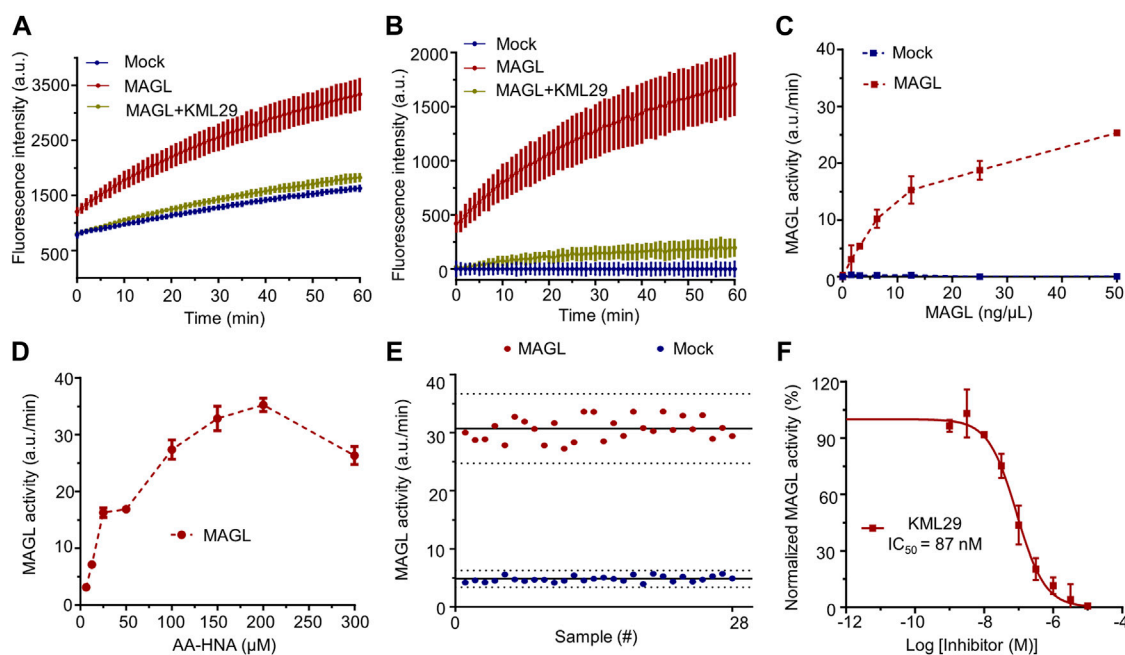 A
Mock
MAGL
MAGL+KML29
Fluorescence intensity (a.u.)
3500
2500
1500
500
0 10 20 30 40 50 60
Time (min)
B
Mock
MAGL
MAGL+KML29
Fluorescence intensity (a.u.)
2000
1500
1000
500
0
0 10 20 30 40 50 60
Time (min)
C
Mock
MAGL
MAGL activity (a.u./min)
40
30
20
10
0
0 10 20 30 40 50
MAGL (ng/µL)
D
MAGL activity (a.u./min)
40
30
20
10
0
MAGL
0 50 100 150 200 250 300
AA-HNA (µM)
E
MAGL Mock
MAGL activity (a.u./min)
40
30
20
10
0
0 28
Sample (#)
F
Normalized MAGL activity (%)
120
90
60
30
0
KML29
IC50 = 87 nM
-12 -10 -8 -6 -4
Log [Inhibitor (M)]